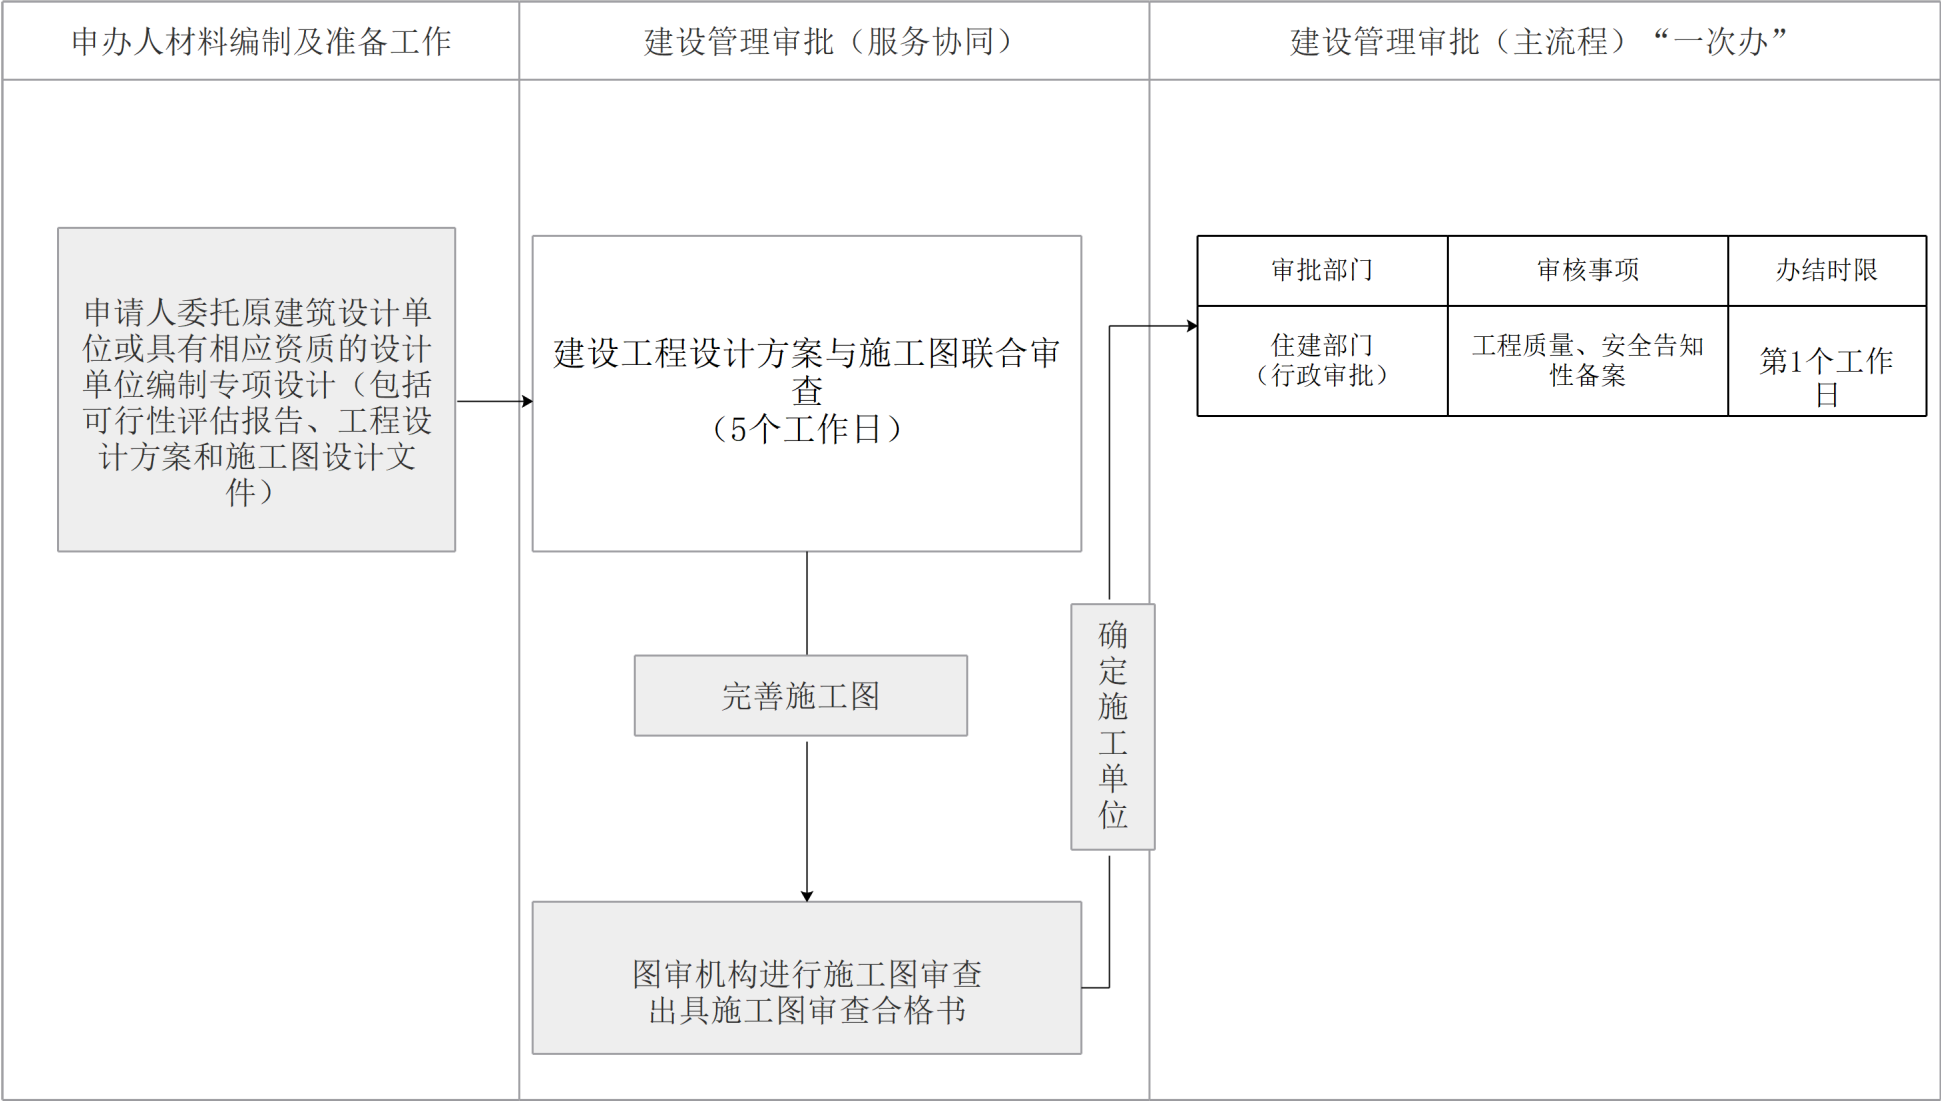 申办人材料编制及准备工作
建设管理审批（服务协同）
建设管理审批（主流程）“一次办”
申请人委托原建筑设计单
位或具有相应资质的设计
单位编制专项设计（包括
可行性评估报告、工程设
计方案和施工图设计文
件）
建设工程设计方案与施工图联合审
查
（5个工作日）
完善施工图
图审机构进行施工图审查
出具施工图审查合格书
确
定
施
工
单
位
审批部门
审核事项
办结时限
住建部门
（行政审批）
工程质量、安全告知
性备案
第1个工作
日